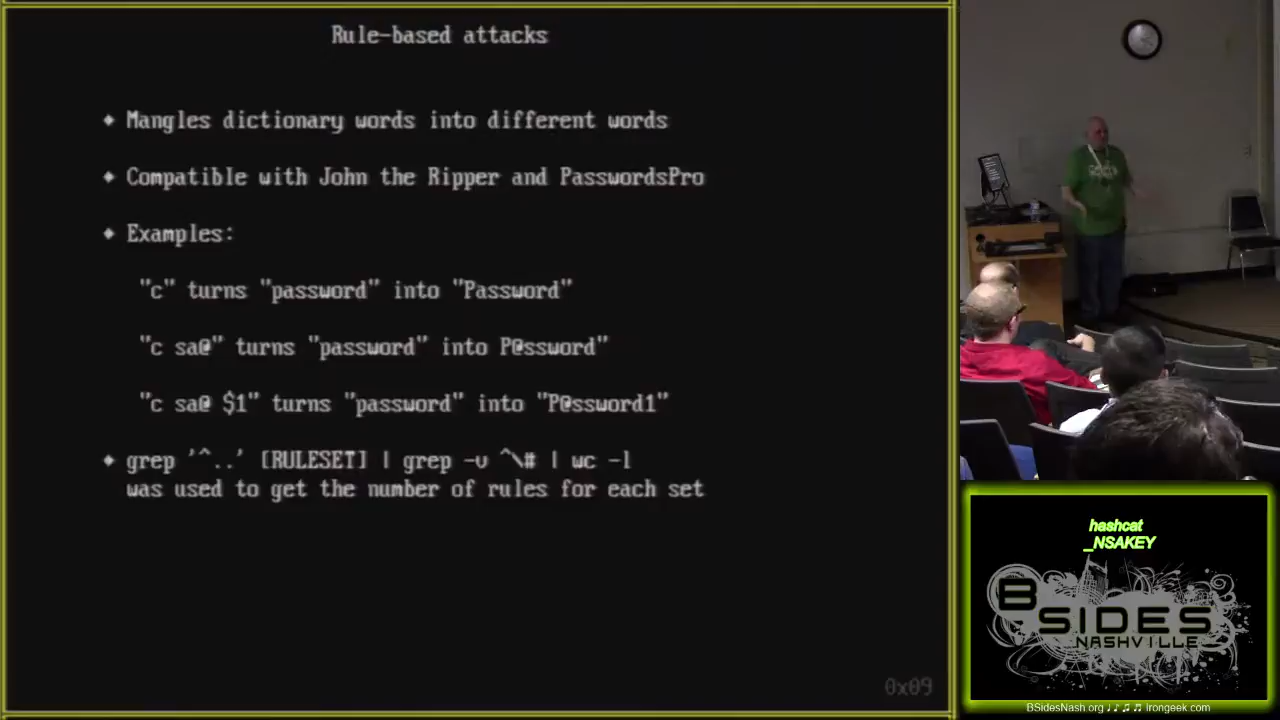 Rule-based attacks
◆ Mangles dictionary words into different words
◆ Compatible with John the Ripper and PasswordsPro
◆ Examples:
"c" turns "password" into "Password"
"c sa@" turns "password" into P@ssword"
"c sa@ $1" turns "password" into "P@ssword1"
◆ grep '^..' [RULESET] | grep -v ^\# | wc -l
was used to get the number of rules for each set
0x09
hashcat
_NSAKEY
BSIDES
NASHVILLE
BSidesNash.org ♩♪♫♬ Irongeek.com